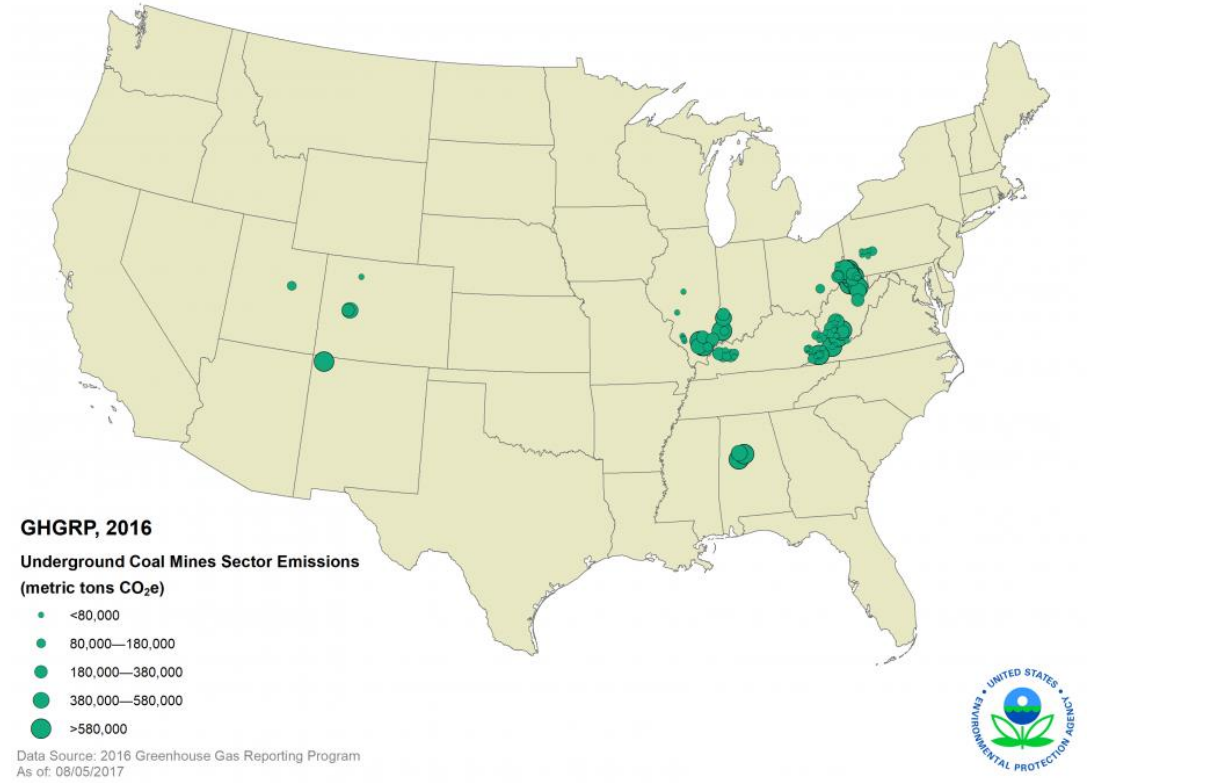 GHGRP, 2016
Underground Coal Mines Sector Emissions
(metric tons CO₂e)
<80,000
80,000—180,000
180,000—380,000
380,000—580,000
>580,000
Data Source: 2016 Greenhouse Gas Reporting Program
As of: 08/05/2017
UNITED STATES
ENVIRONMENTAL PROTECTION AGENCY